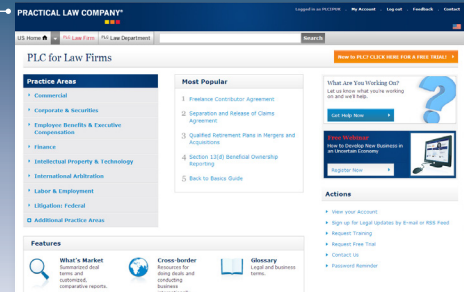 PRACTICAL LAW COMPANY®
Logged in as PLCPDF · My Account · Log out · Feedback · Contact
US Home PLC Law Firm PLC Law Department Search
PLC for Law Firms
New to PLC? CLICK HERE FOR A FREE TRIAL!
Practice Areas
Commercial
Corporate & Securities
Employee Benefits & Executive
Compensation
Finance
Intellectual Property & Technology
International Arbitration
Labor & Employment
Litigation: Federal
Additional Practice Areas
Most Popular
1 Freelance Contributor Agreement
2 Separation and Release of Claims
Agreement
3 Qualified Retirement Plans in Mergers and
Acquisitions
4 Section 13(d) Beneficial Ownership
Reporting
5 Back to Basics Guide
What Are You Working On?
Let us know what you're working
on and we'll help.
Get Help Now
Free Webinar
How to Develop New Business in
an Uncertain Economy
Register Now
Actions
View your Account
Sign up for Legal Updates by E-mail or RSS Feed
Request Training
Request Free Trial
Contact Us
Password Reminder
Features
What's Market
Summarized deal
terms and
customized,
comparative reports.
Cross-border
Resources for
doing deals and
conducting
business
Glossary
Legal and business
terms.